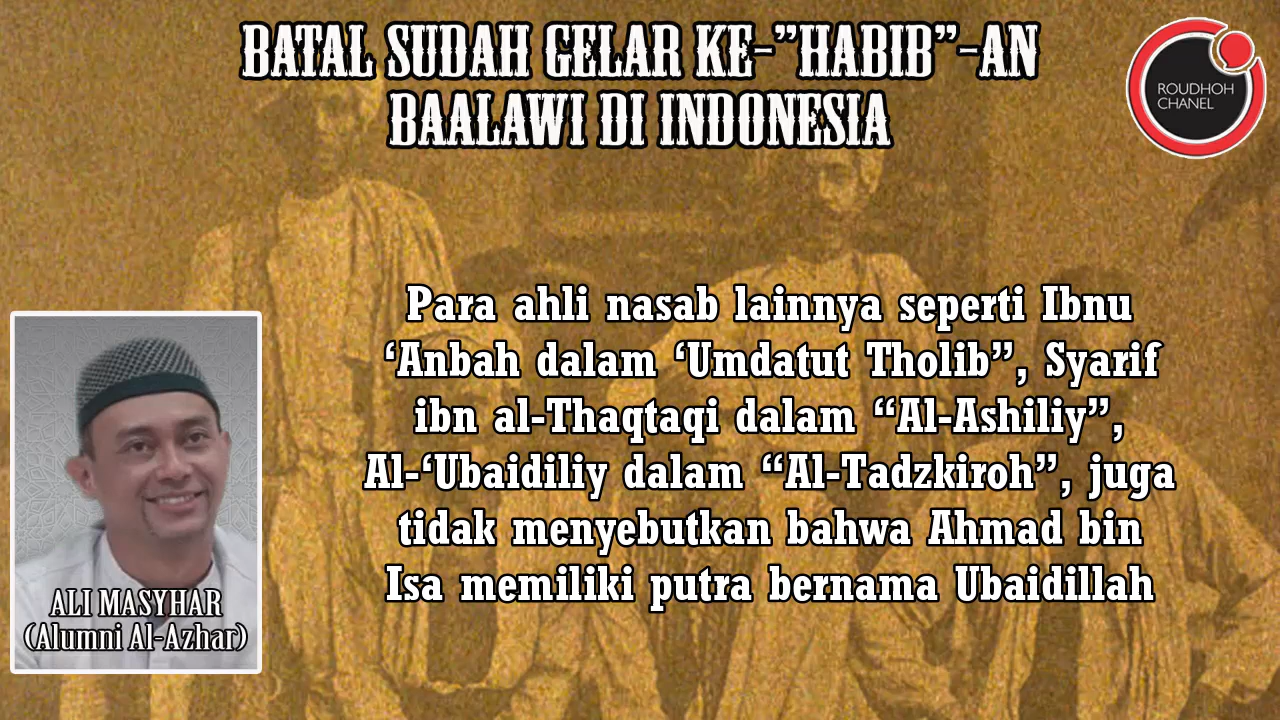 BATAL SUDAH GELAR KE-"HABIB"-AN
BAALAWI DI INDONESIA
ROUDHOH
CHANEL
Para ahli nasab lainnya seperti Ibnu
‘Anbah dalam ‘Umdatut Tholib”, Syarif
ibn al-Thaqtaqi dalam “Al-Ashiliy”,
Al-‘Ubaidiliy dalam “Al-Tadzkiroh”, juga
tidak menyebutkan bahwa Ahmad bin
Isa memiliki putra bernama Ubaidillah
ALI MASYHAR
(Alumni Al-Azhar)